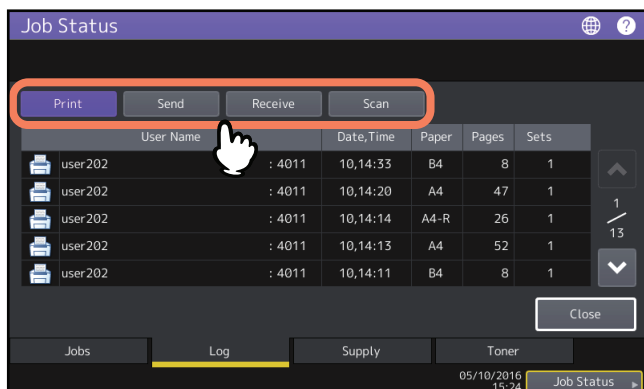 Job Status ?
Print Send Receive Scan
User Name Date,Time Paper Pages Sets
user202 : 4011 10,14:33 B4 8 1
user202 : 4011 10,14:20 A4 47 1
user202 : 4011 10,14:14 A4-R 26 1
user202 : 4011 10,14:13 A4 52 1
user202 : 4011 10,14:11 B4 8 1
1
13
Close
Jobs Log Supply Toner
05/10/2016
15:24 Job Status